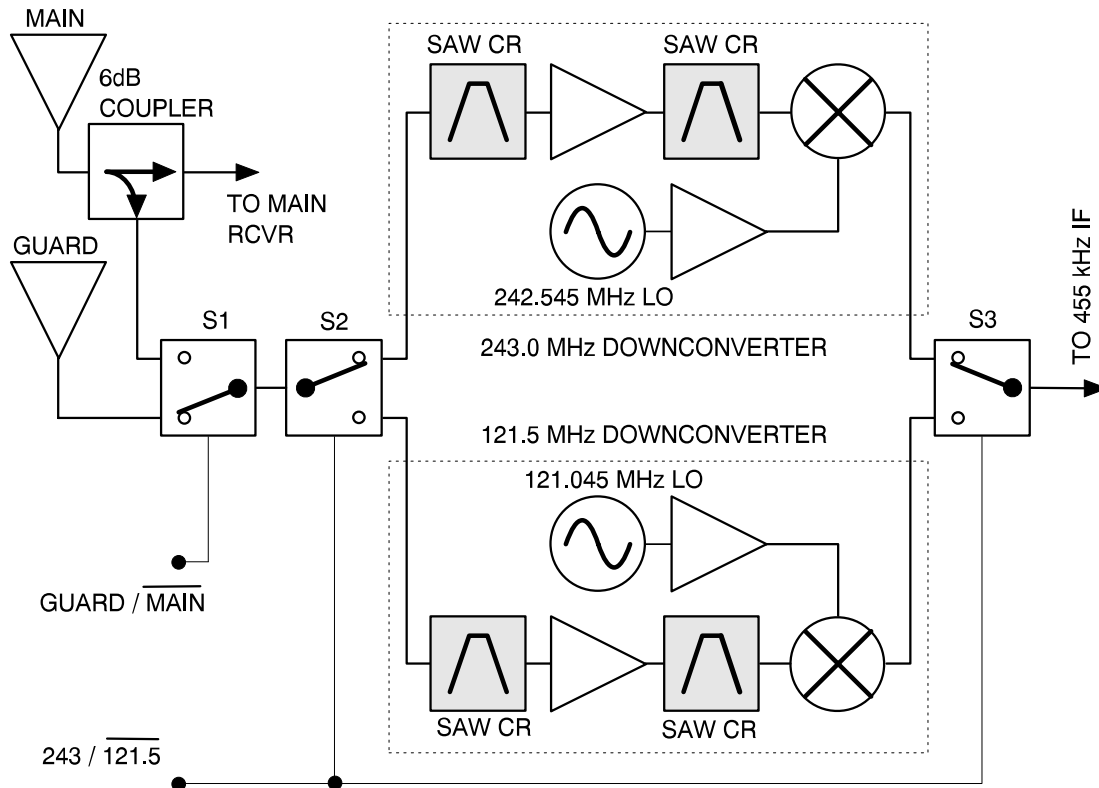 MAIN
6dB
COUPLER
TO MAIN
RCVR
GUARD
S1
S2
SAW CR
SAW CR
242.545 MHz LO
243.0 MHz DOWNCONVERTER
121.5 MHz DOWNCONVERTER
121.045 MHz LO
SAW CR
SAW CR
S3
TO 455 kHz IF
GUARD / MAIN
243 / 121.5